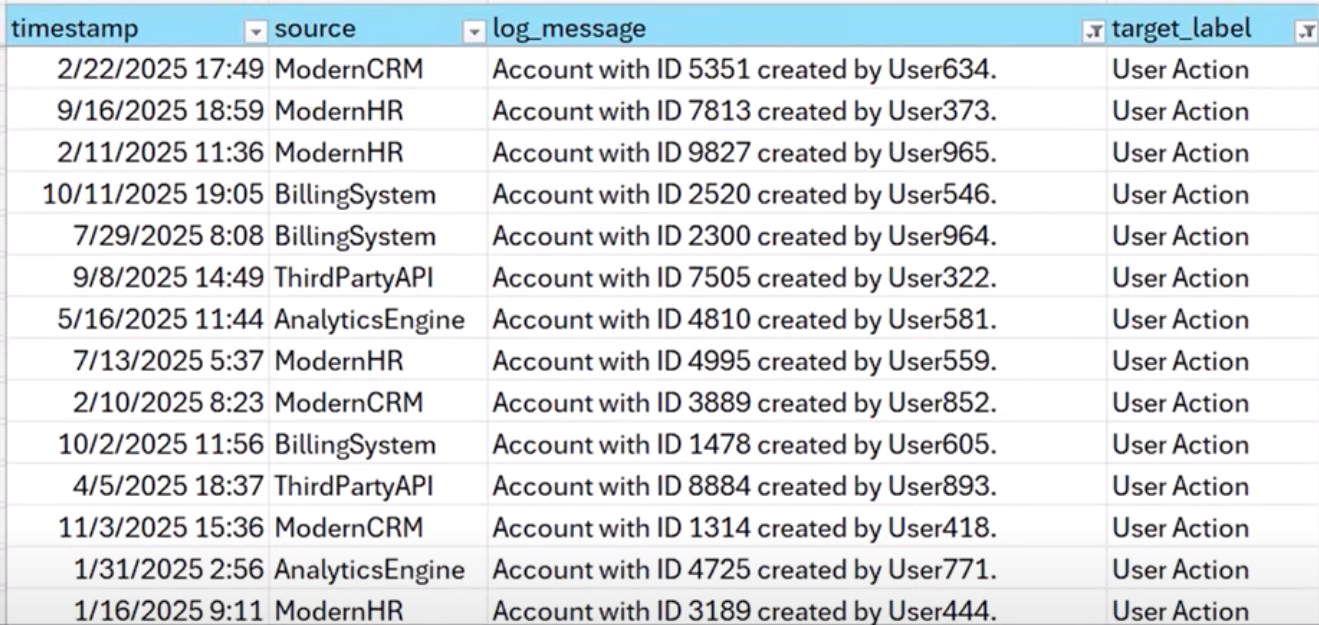 timestamp source log_message target_label
2/22/2025 17:49 ModernCRM Account with ID 5351 created by User634. User Action
9/16/2025 18:59 ModernHR Account with ID 7813 created by User373. User Action
2/11/2025 11:36 ModernHR Account with ID 9827 created by User965. User Action
10/11/2025 19:05 BillingSystem Account with ID 2520 created by User546. User Action
7/29/2025 8:08 BillingSystem Account with ID 2300 created by User964. User Action
9/8/2025 14:49 ThirdPartyAPI Account with ID 7505 created by User322. User Action
5/16/2025 11:44 AnalyticsEngine Account with ID 4810 created by User581. User Action
7/13/2025 5:37 ModernHR Account with ID 4995 created by User559. User Action
2/10/2025 8:23 ModernCRM Account with ID 3889 created by User852. User Action
10/2/2025 11:56 BillingSystem Account with ID 1478 created by User605. User Action
4/5/2025 18:37 ThirdPartyAPI Account with ID 8884 created by User893. User Action
11/3/2025 15:36 ModernCRM Account with ID 1314 created by User418. User Action
1/31/2025 2:56 AnalyticsEngine Account with ID 4725 created by User771. User Action
1/16/2025 9:11 ModernHR Account with ID 3189 created by User444. User Action